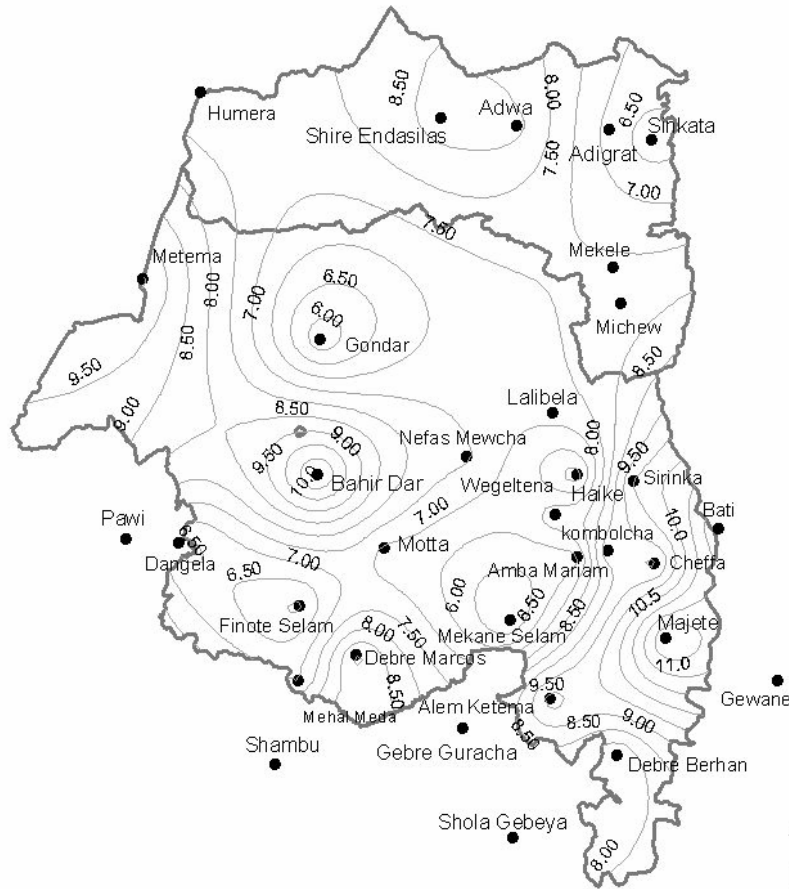 8.50
8.00
6.50
Humera
Adwa
Shire Endasilas
Sinkata
Adigrat
7.50
7.00
7.50
Mekele
Metema
8.00
7.00
6.50
6.00
Michew
Gondar
8.50
8.50
9.50
9.00
Lalibela
8.50
8.00
9.00
Nefas Mewcha
9.50
9.50
10.0
Bahir Dar
Wegeltena
Haike
Sirinka
Pawi
7.00
10.0
Bati
6.50
kombolcha
Dangela
7.00
Motta
Amba Mariam
Cheffa
6.50
6.00
8.50
8.50
10.5
Finote Selam
Mekane Selam
Majete
8.00
7.50
Debre Marcos
11.0
8.50
9.50
Gewane
Mehal Meda
Alem Ketema
8.50
9.00
Shambu
Gebre Guracha
8.50
Debre Berhan
Shola Gebeya
8.00